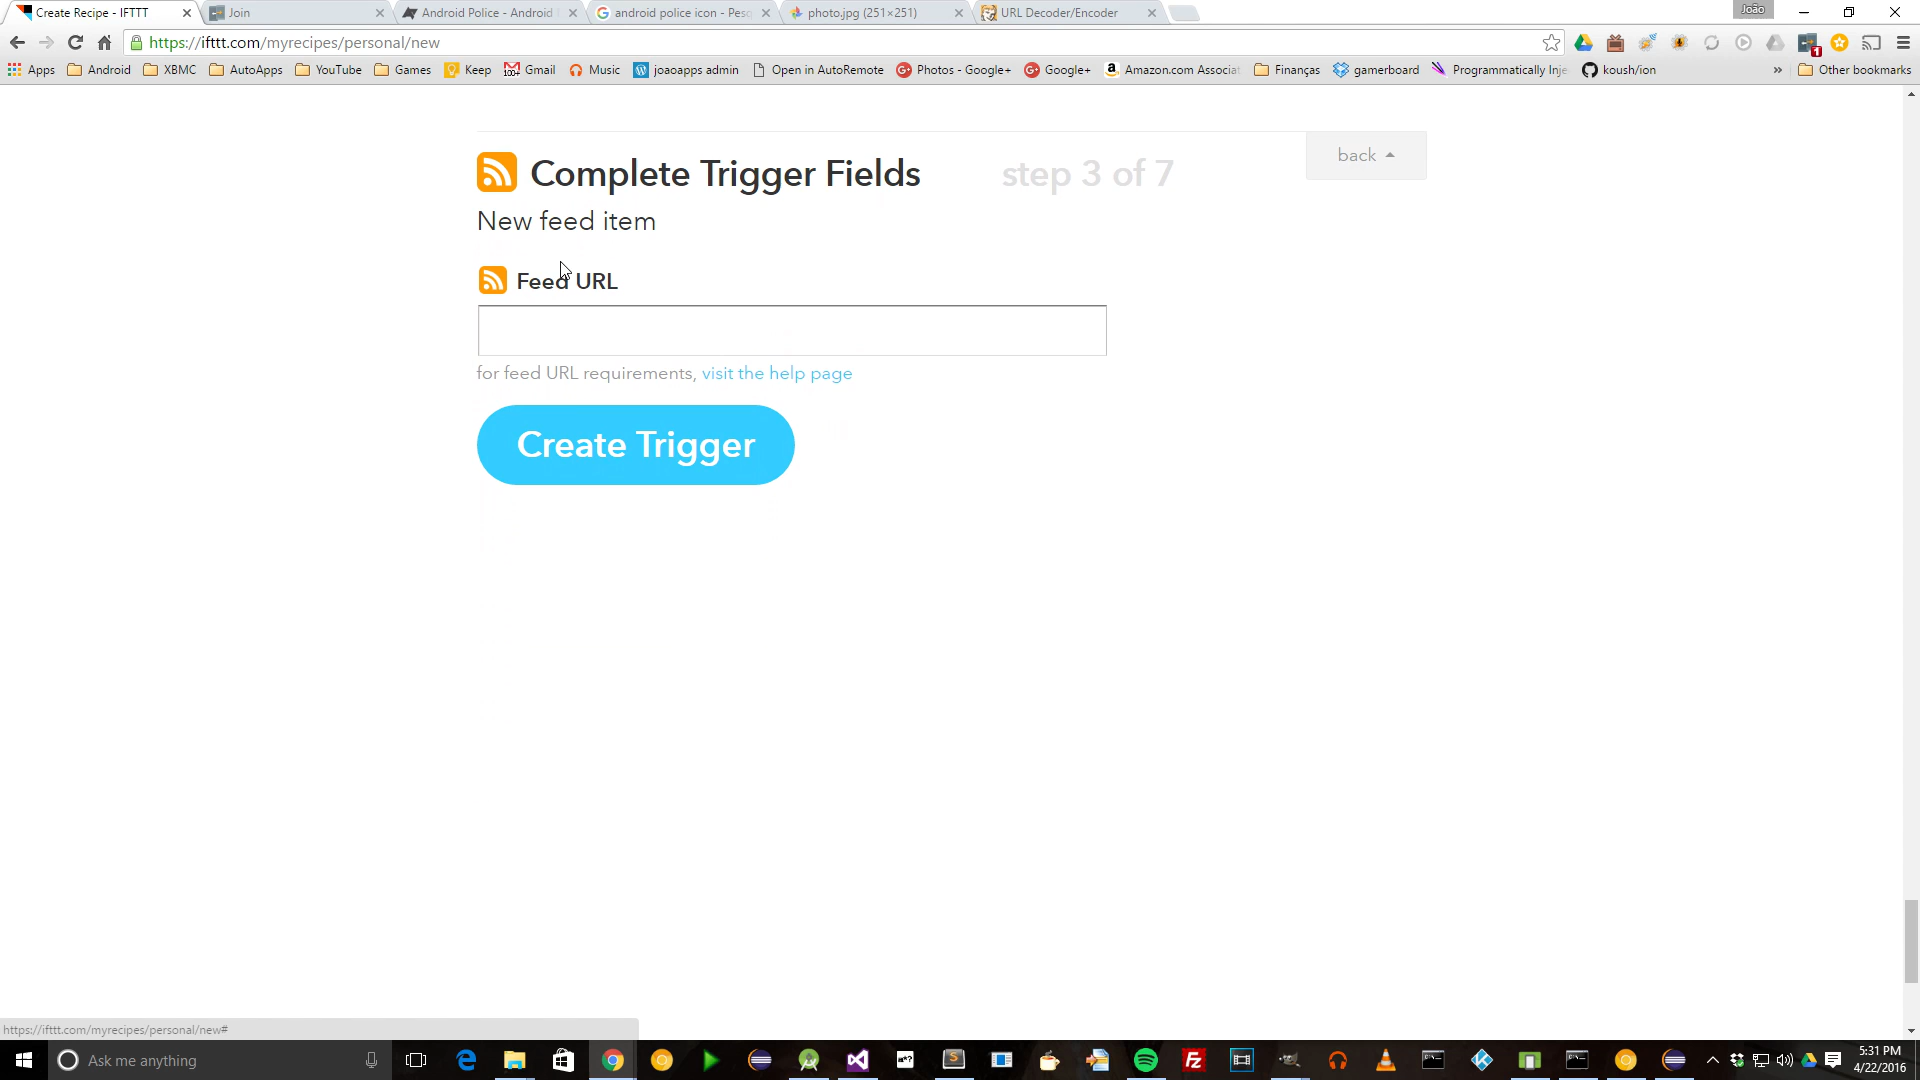 Create Recipe - IFTTT
Join
Android Police - Android
android police icon - Pesq
photo.jpg (251×251)
URL Decoder/Encoder
João
https://ifttt.com/myrecipes/personal/new
1
Apps
Android
XBMC
AutoApps
YouTube
Games
Keep
100+
Gmail
Music
joaoapps admin
Open in AutoRemote
Photos - Google+
Google+
Amazon.com Associat
Finanças
gamerboard
Programmatically Inje
koush/ion
»
Other bookmarks
Complete Trigger Fields
step 3 of 7
back
New feed item
Feed URL
for feed URL requirements, visit the help page
Create Trigger
https://ifttt.com/myrecipes/personal/new#
Ask me anything
5:31 PM
4/22/2016